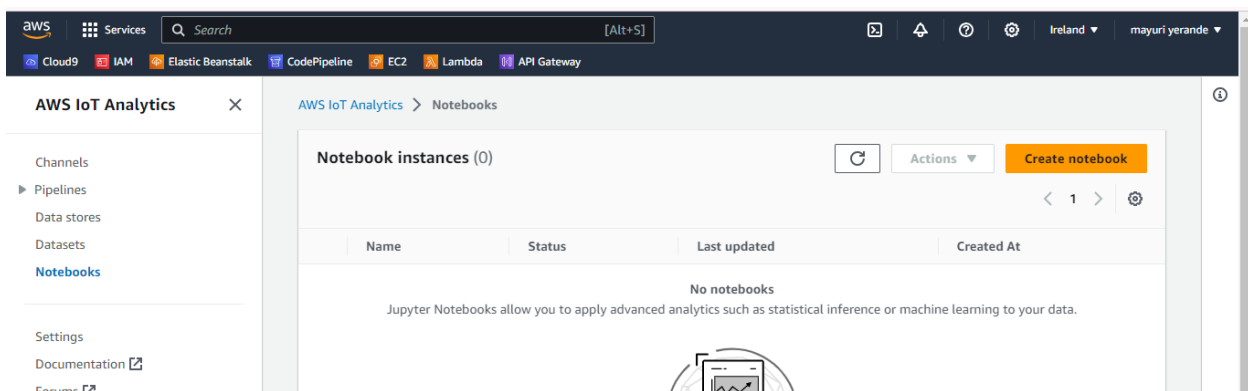 aws Services Search [Alt+S] Ireland ▼ mayuri yerande ▼
Cloud9 IAM Elastic Beanstalk CodePipeline EC2 Lambda API Gateway
AWS IoT Analytics
Channels
Pipelines
Data stores
Datasets
Notebooks
Settings
Documentation
Forums
AWS IoT Analytics > Notebooks
Notebook instances (0) Actions ▼ Create notebook
< 1 >
Name Status Last updated Created At
No notebooks
Jupyter Notebooks allow you to apply advanced analytics such as statistical inference or machine learning to your data.